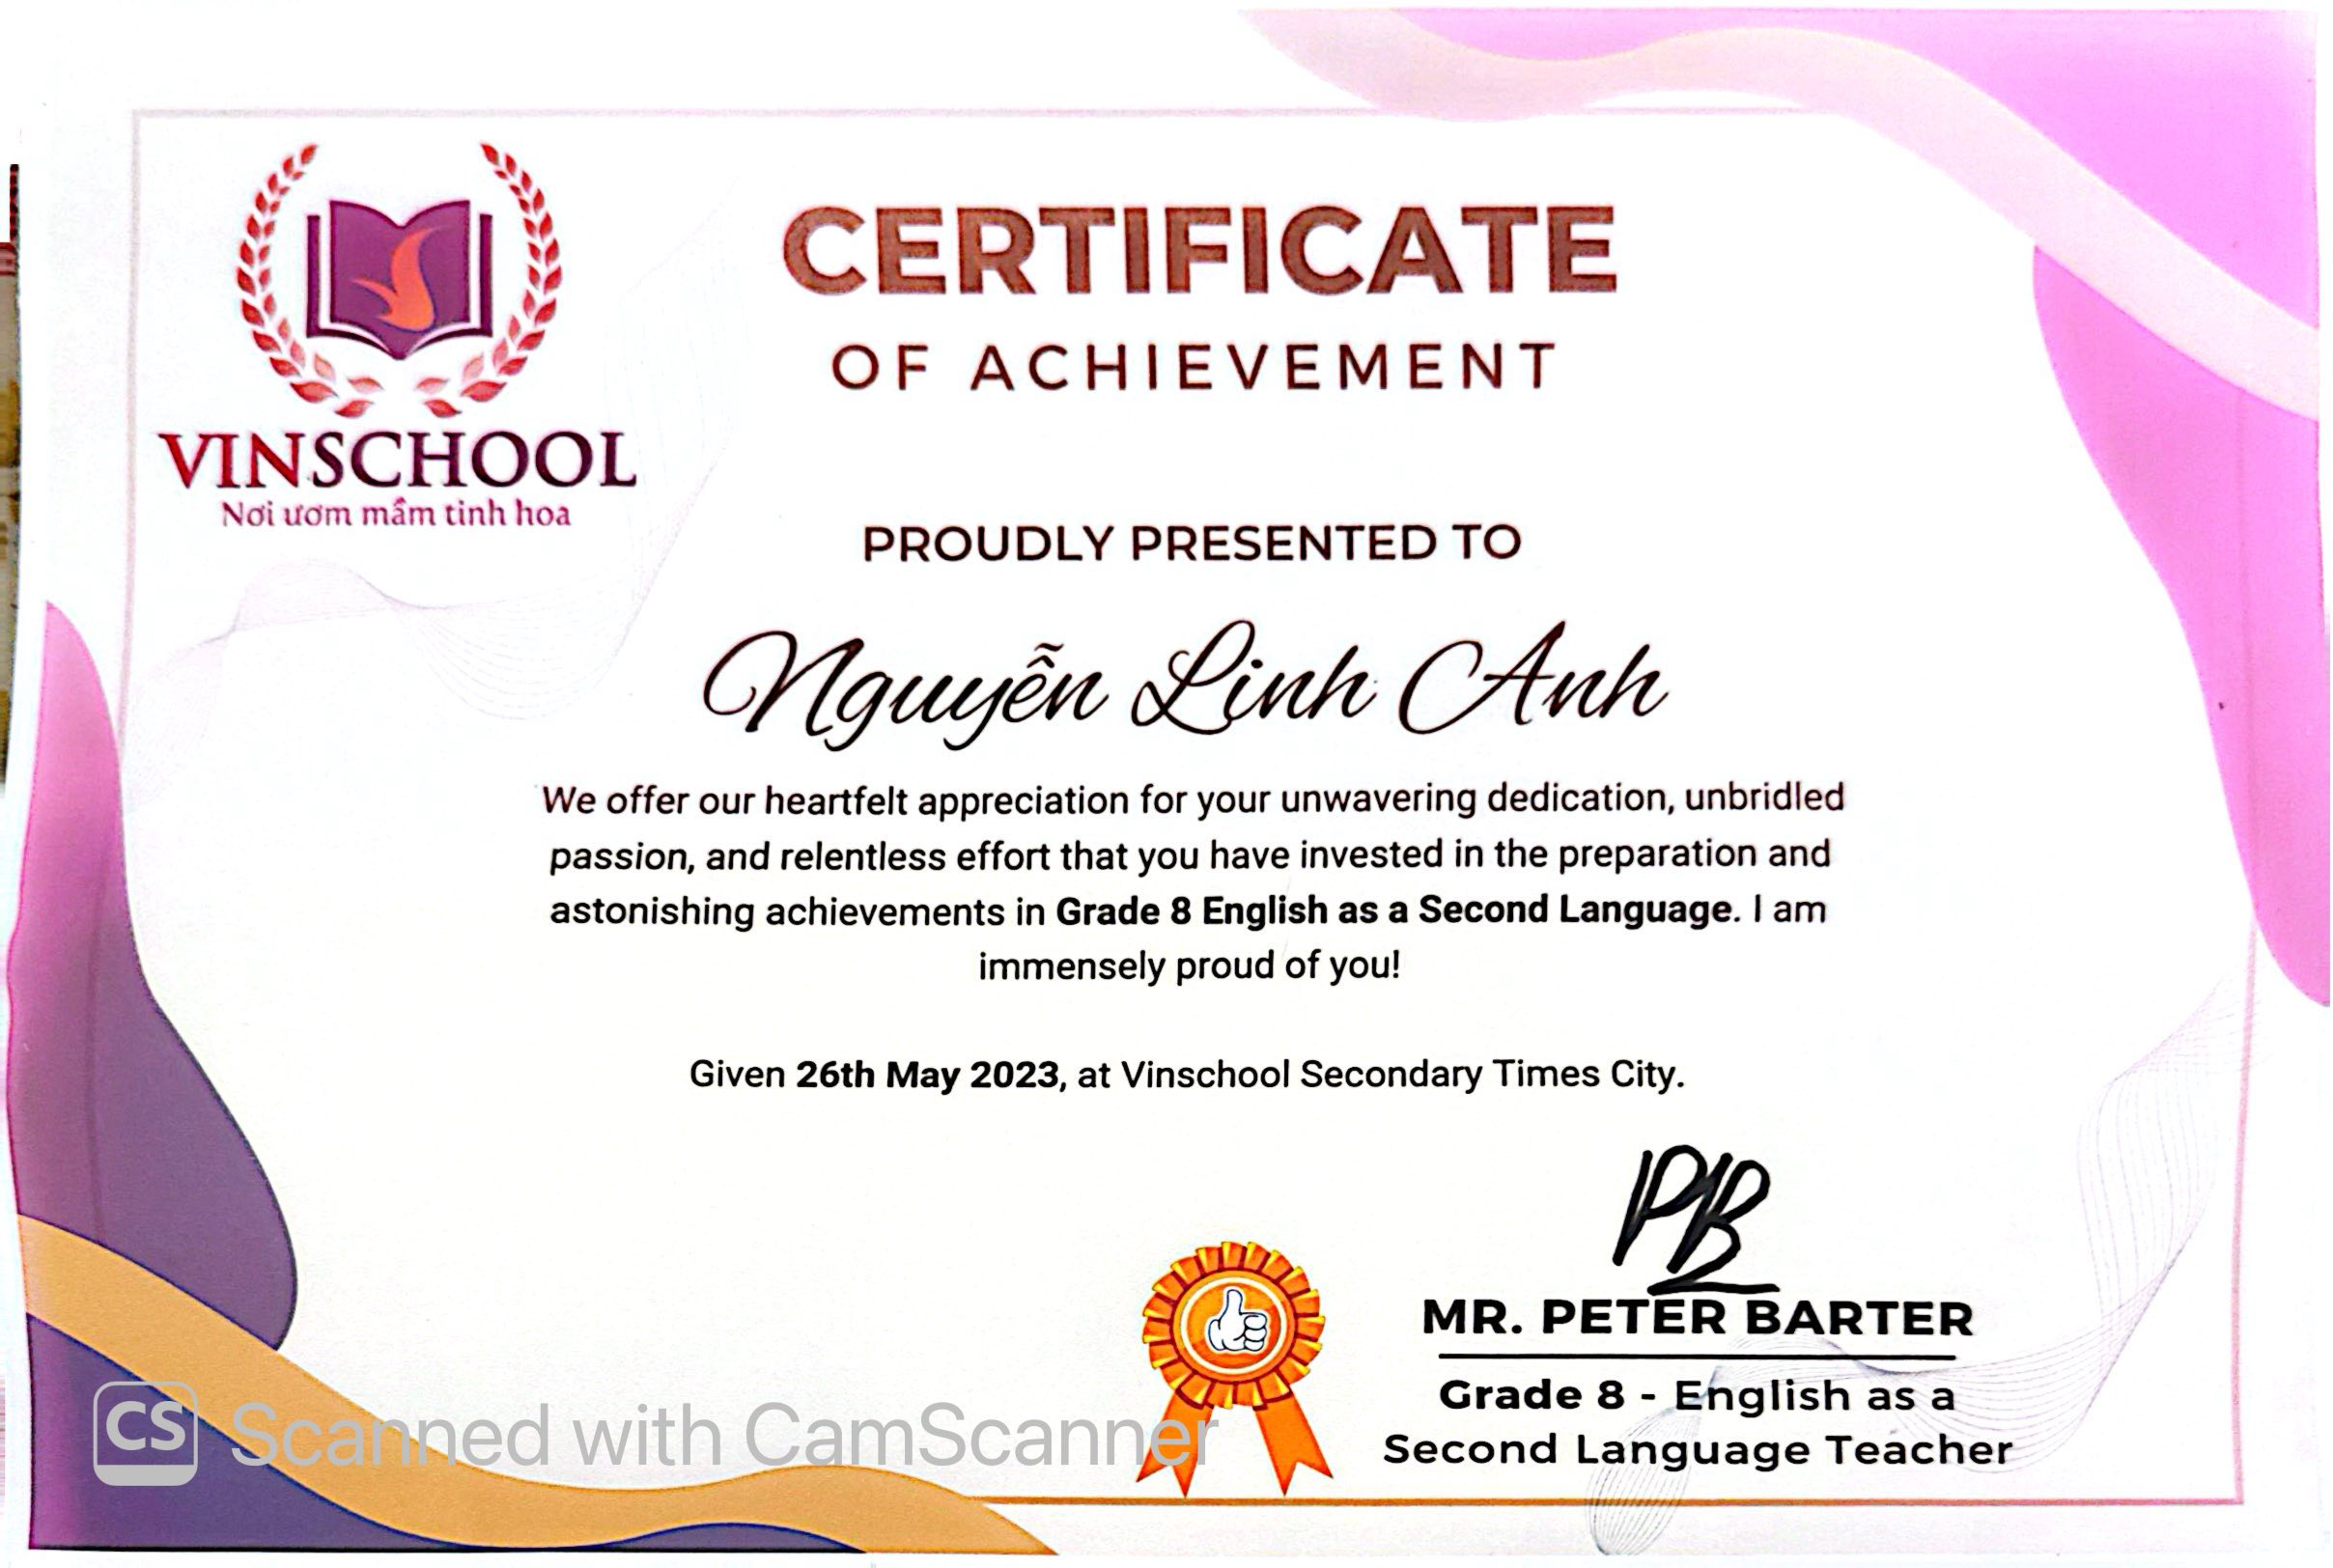 VINSCHOOL
Nơi ươm mầm tinh hoa
CERTIFICATE
OF ACHIEVEMENT
PROUDLY PRESENTED TO
Nguyễn Linh Anh
We offer our heartfelt appreciation for your unwavering dedication, unbridled
passion, and relentless effort that you have invested in the preparation and
astonishing achievements in Grade 8 English as a Second Language. I am
immensely proud of you!
Given 26th May 2023, at Vinschool Secondary Times City.
PB
MR. PETER BARTER
Grade 8 - English as a
Second Language Teacher
CS Scanned with CamScanner